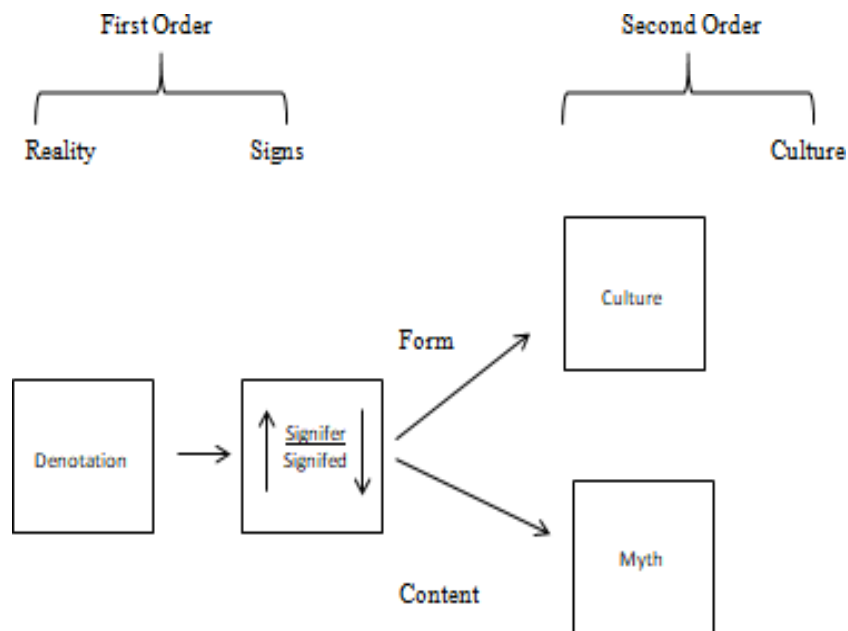 First Order
Second Order
Reality
Signs
Culture
Culture
Form
Denotation
Signifer
Signifed
Myth
Content